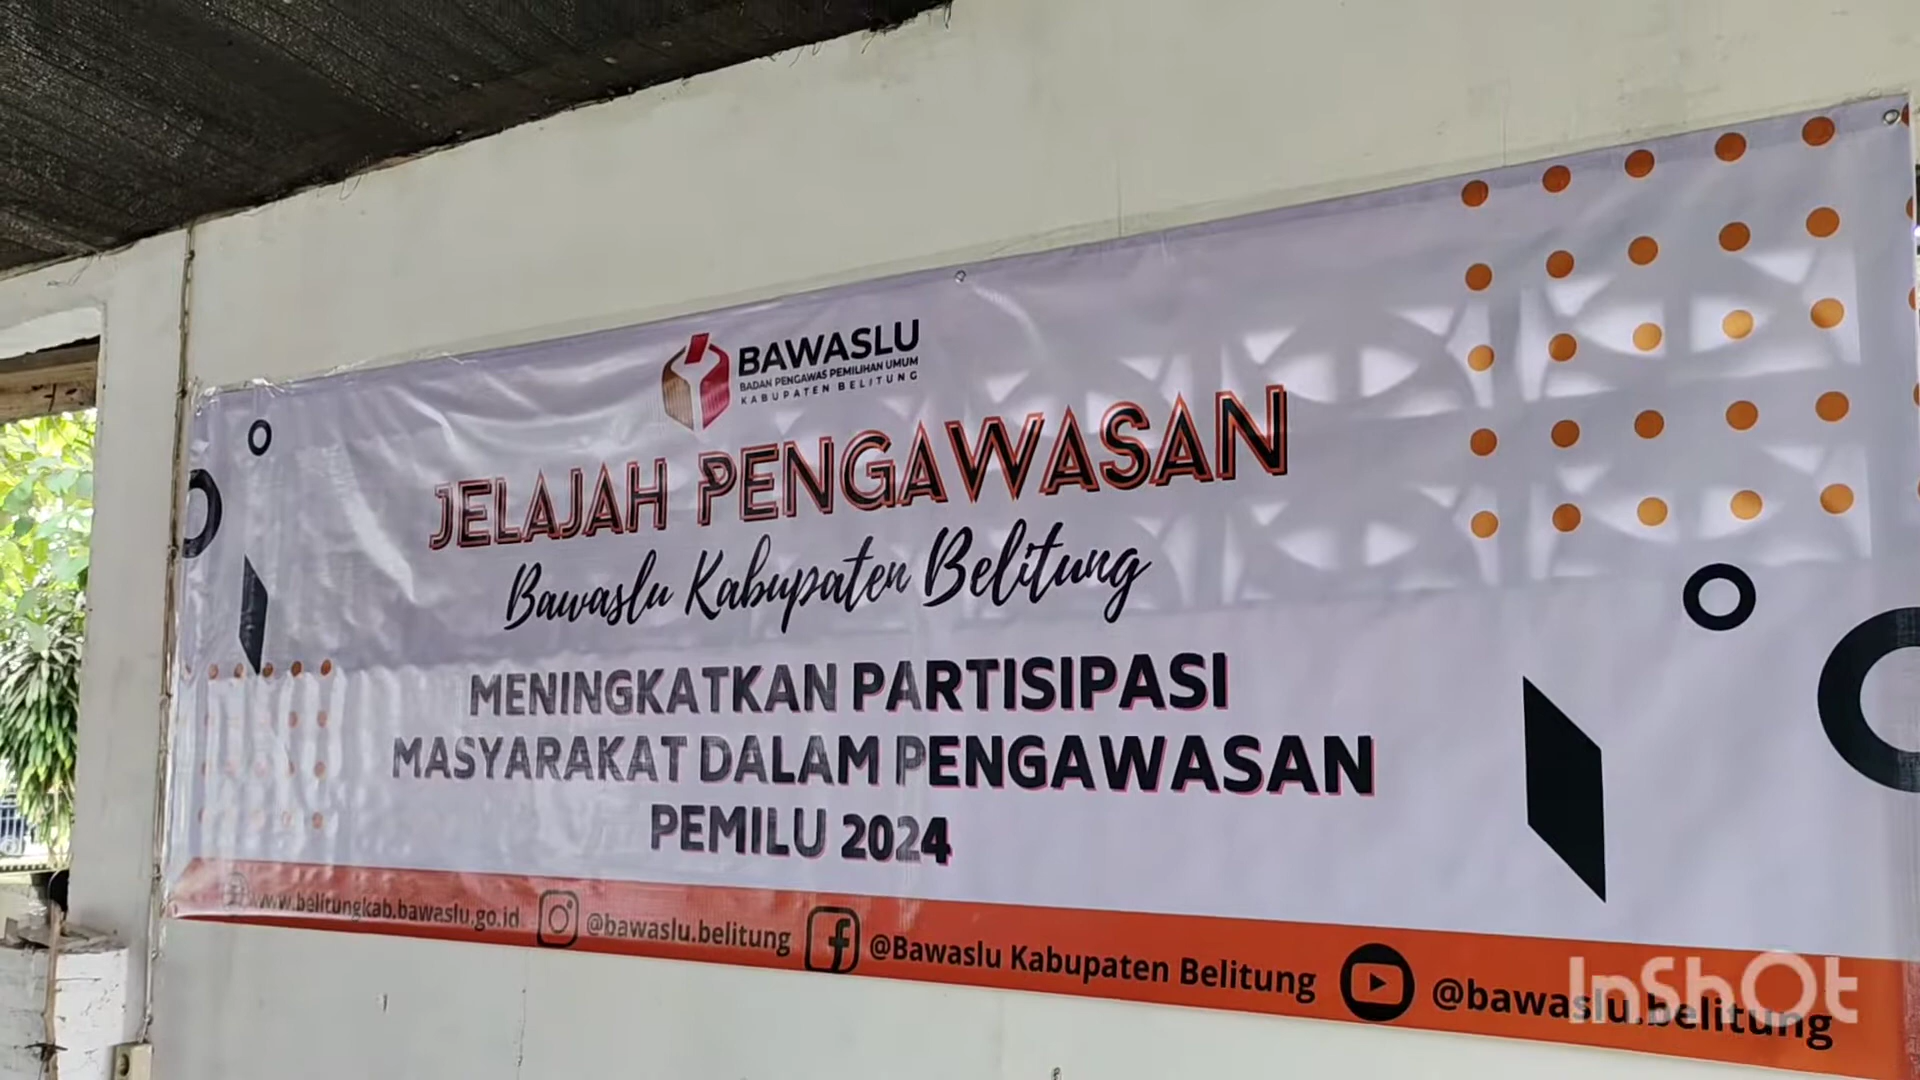 BAWASLU
BADAN PENGAWAS PEMILIHAN UMUM
KABUPATEN BELITUNG
JELAJAH PENGAWASAN
Bawaslu Kabupaten Belitung
MENINGKATKAN PARTISIPASI
MASYARAKAT DALAM PENGAWASAN
PEMILU 2024
www.belitungkab.bawaslu.go.id @bawaslu.belitung @Bawaslu Kabupaten Belitung @bawaslu.belitung
InShOt